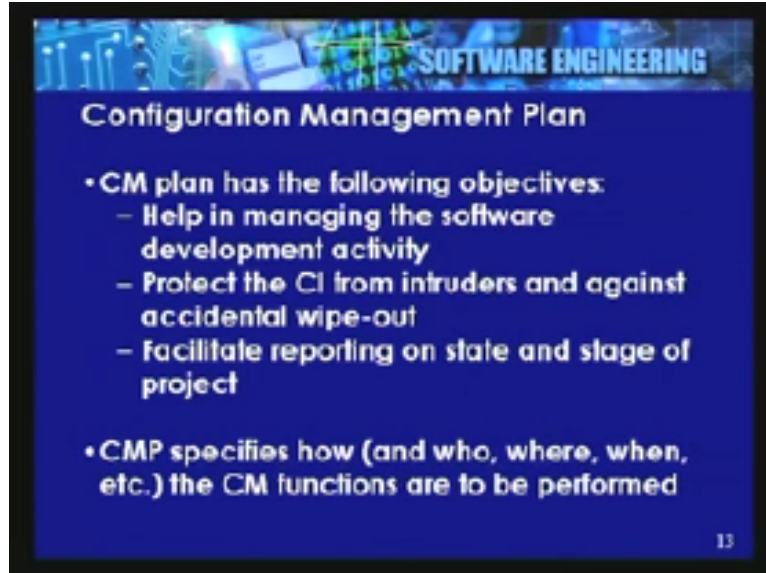 SOFTWARE ENGINEERING
Configuration Management Plan
• CM plan has the following objectives:
– Help in managing the software
development activity
– Protect the CI from intruders and against
accidental wipe-out
– Facilitate reporting on state and stage of
project
• CMP specifies how (and who, where, when,
etc.) the CM functions are to be performed
13